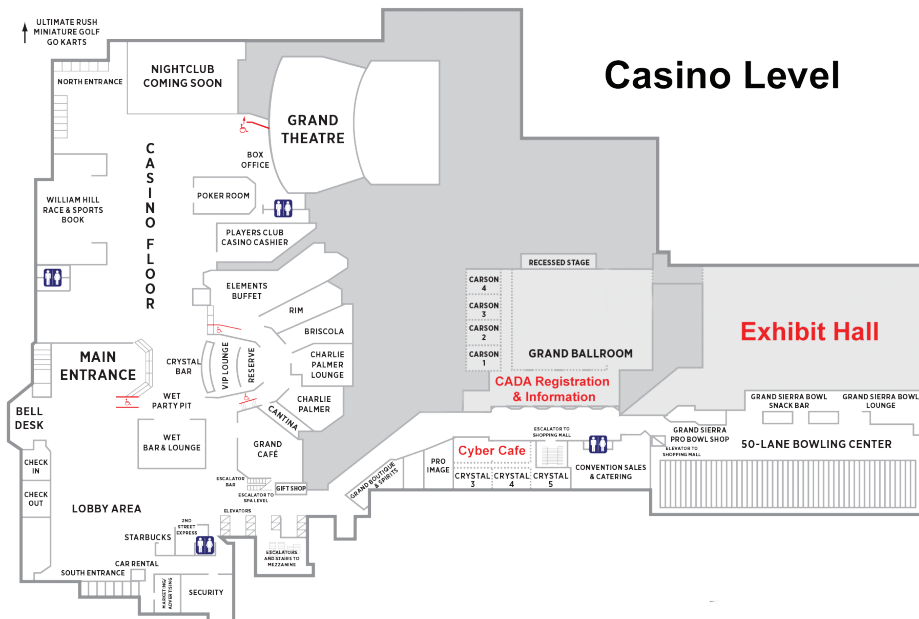 ULTIMATE RUSH
MINIATURE GOLF
GO KARTS
Casino Level
NORTH ENTRANCE
NIGHTCLUB
COMING SOON
GRAND
THEATRE
BOX
OFFICE
CASINO FLOOR
POKER ROOM
WILLIAM HILL
RACE & SPORTS
BOOK
PLAYERS CLUB
CASINO CASHIER
ELEMENTS
BUFFET
RIM
BRISCOLA
RECESSED STAGE
CARSON
4
CARSON
3
CARSON
2
CARSON
1
GRAND BALLROOM
Exhibit Hall
MAIN
ENTRANCE
CRYSTAL
BAR
VIP LOUNGE
RESERVE
CHARLIE
PALMER
LOUNGE
CHARLIE
PALMER
CANTINA
CADA Registration
& Information
WET
PARTY PIT
WET
BAR & LOUNGE
GRAND
CAFÉ
BELL
DESK
CHECK
IN
CHECK
OUT
LOBBY AREA
ESCALATOR
BAR
ESCALATOR TO
SPA LEVEL
GIFT SHOP
ELEVATORS
GRAND BOUTIQUE
& SPIRITS
PRO
IMAGE
Cyber Cafe
CRYSTAL
3
CRYSTAL
4
CRYSTAL
5
ESCALATOR TO
SHOPPING MALL
CONVENTION SALES
& CATERING
GRAND SIERRA
PRO BOWL SHOP
ELEVATOR TO
SHOPPING MALL
GRAND SIERRA BOWL
SNACK BAR
GRAND SIERRA BOWL
LOUNGE
50-LANE BOWLING CENTER
2ND
STREET
EXPRESS
STARBUCKS
CAR RENTAL
SOUTH ENTRANCE
MARKETING/
ADVERTISING
SECURITY
ESCALATORS
AND STAIRS TO
MEZZANINE